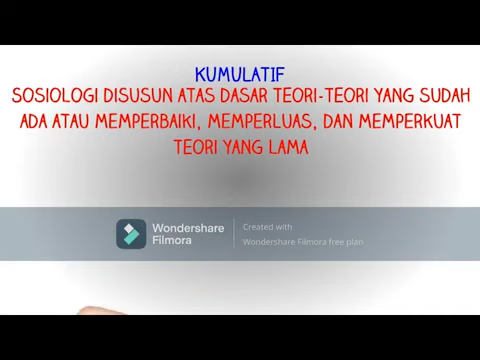 KUMULATIF
SOSIOLOGI DISUSUN ATAS DASAR TEORI-TEORI YANG SUDAH
ADA ATAU MEMPERBAIKI, MEMPERLUAS, DAN MEMPERKUAT
TEORI YANG LAMA
Wondershare
Filmora
Created with
Wondershare Filmora free plan